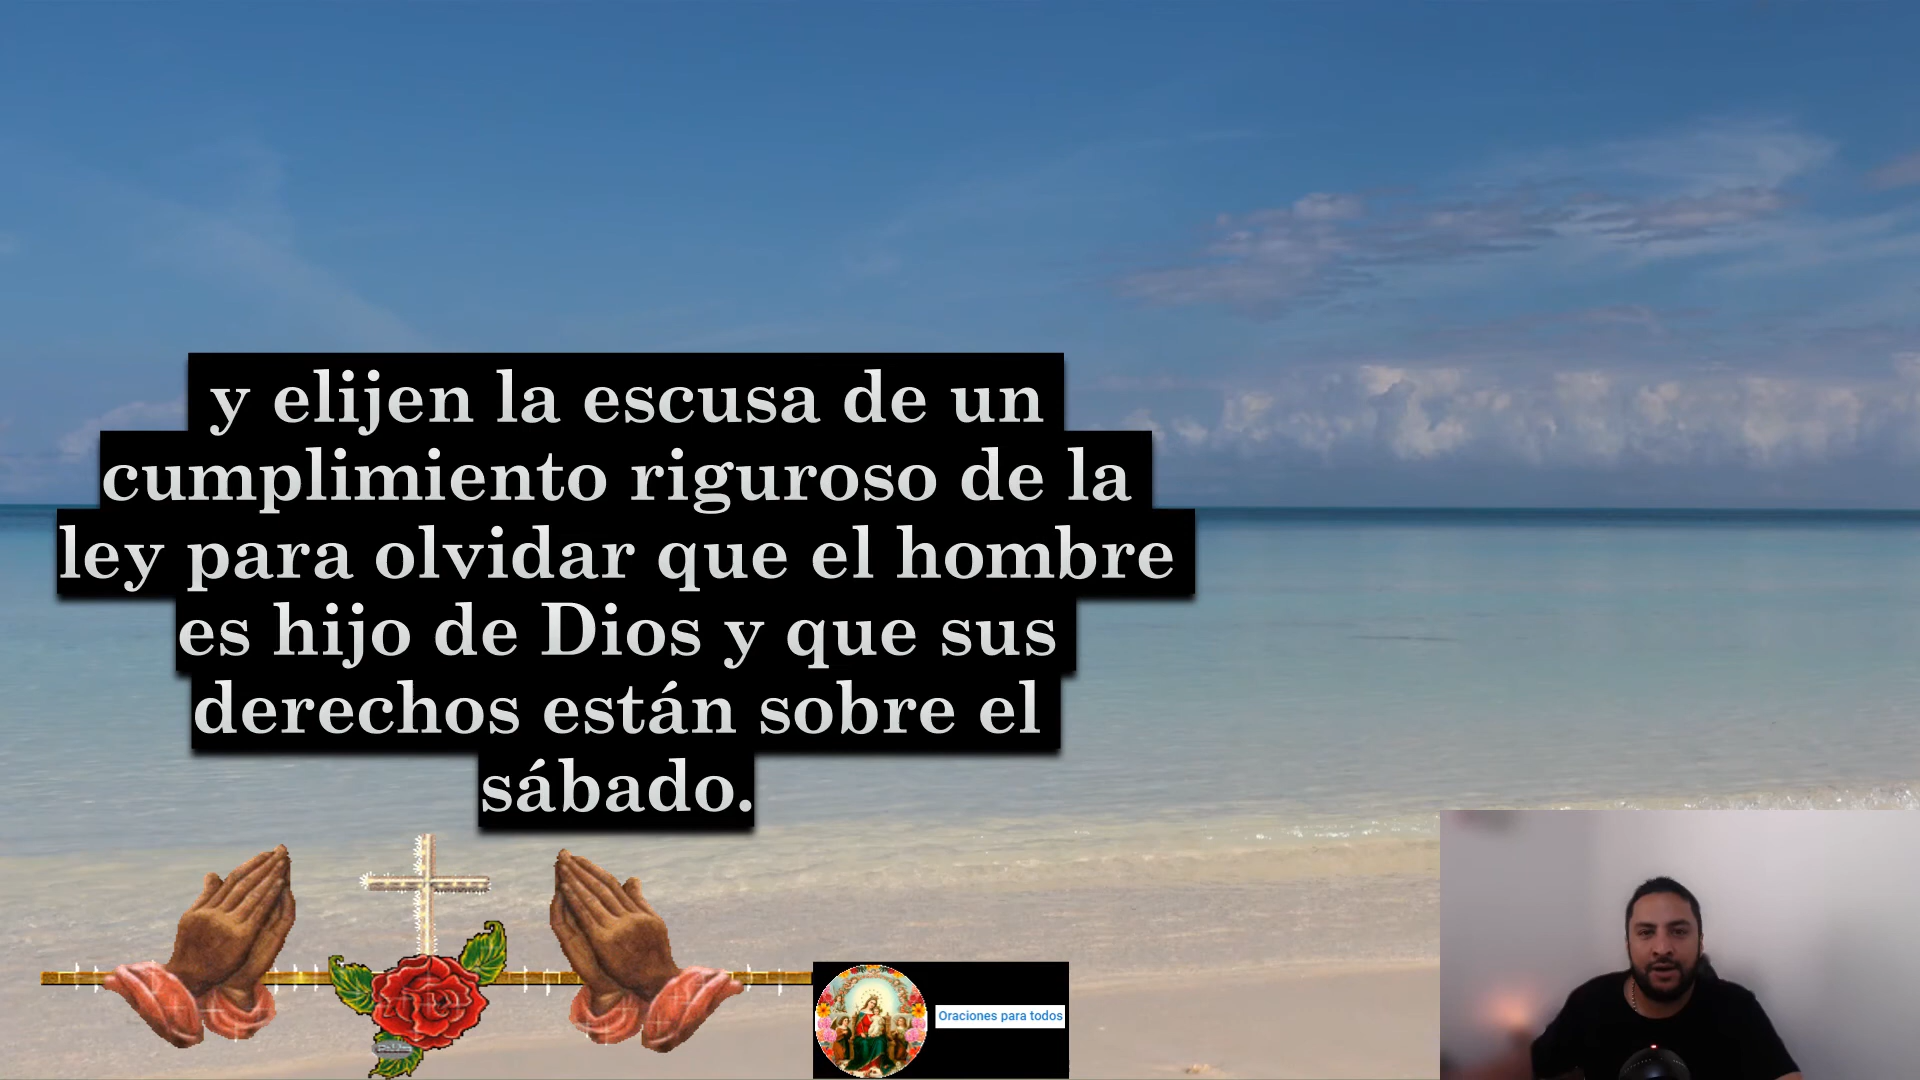 y elijen la escusa de un
cumplimiento riguroso de la
ley para olvidar que el hombre
es hijo de Dios y que sus
derechos están sobre el
sábado.
Oraciones para todos